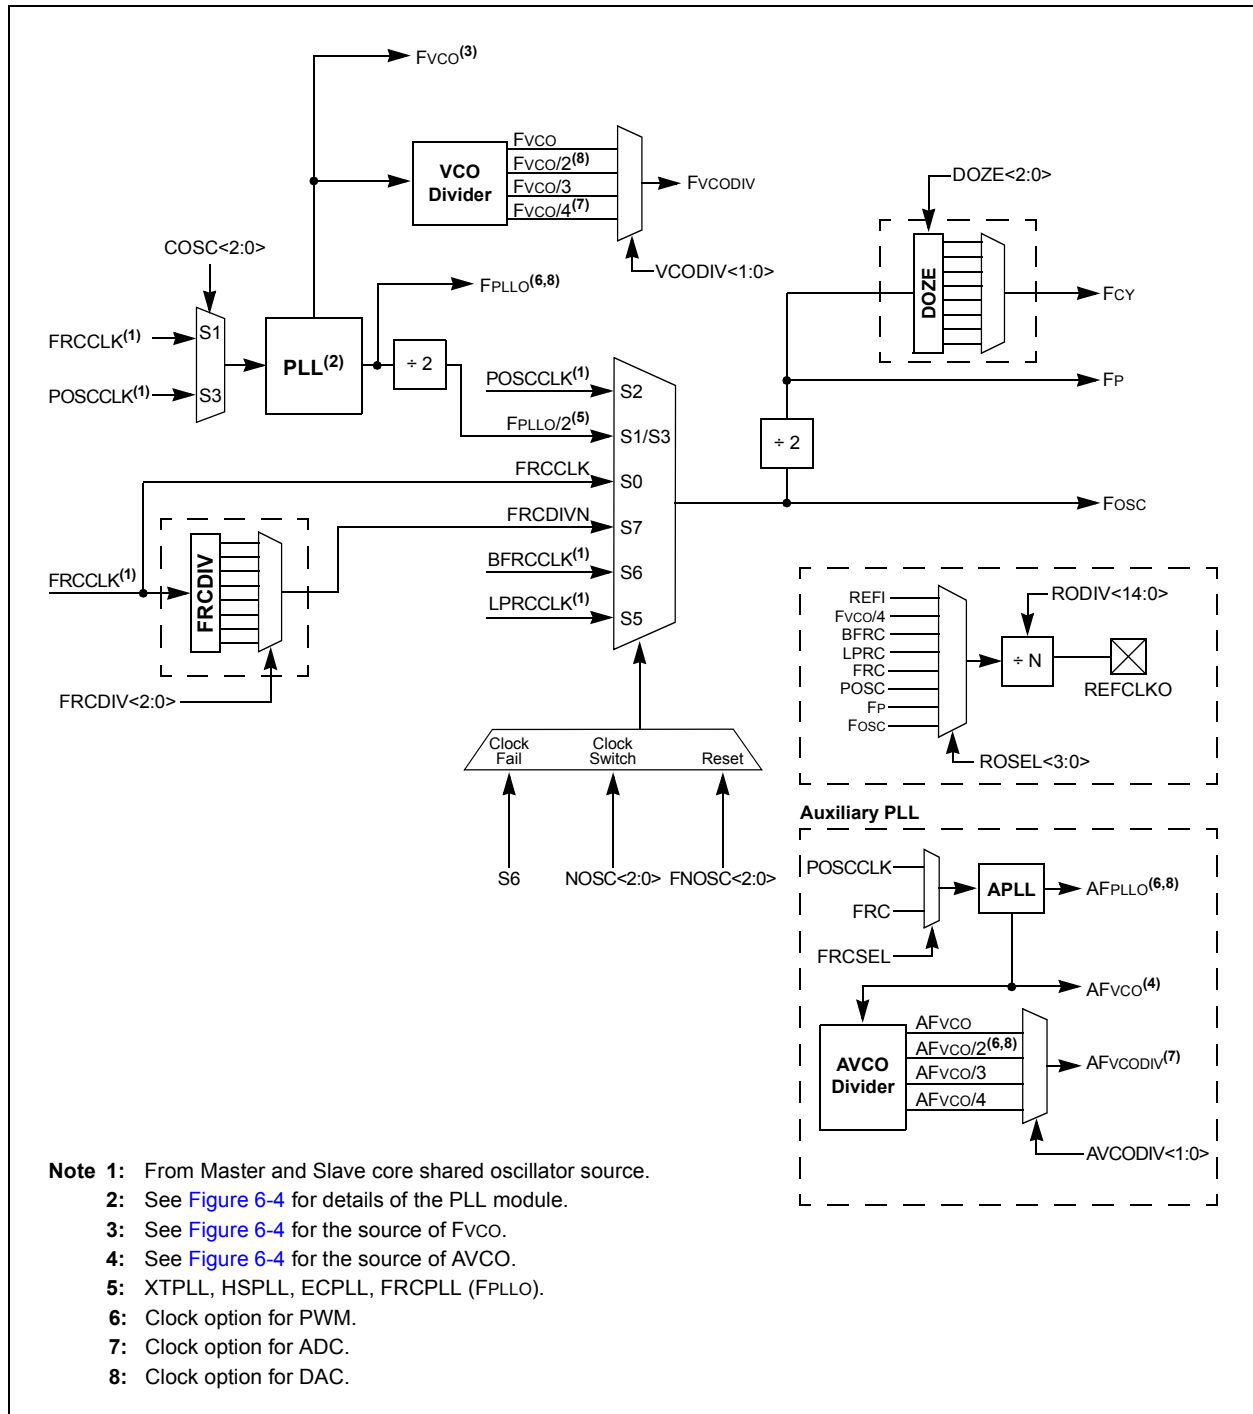 FVCO(3)
VCO
Divider
FVCO
FVCO/2(8)
FVCO/3
FVCO/4(7)
FVCODIV
VCODIV<1:0>
DOZE<2:0>
DOZE
FCY
COSC<2:0>
FPLLO(6,8)
FRCCLK(1)
S1
POSCCLK(1)
S3
PLL(2)
÷ 2
POSCCLK(1)
S2
FPLLO/2(5)
S1/S3
FRCCLK
S0
FRCDIVN
S7
BFRCCLK(1)
S6
LPRCCLK(1)
S5
FP
÷ 2
FOSC
FRCCLK(1)
FRCDIV
FRCDIV<2:0>
Clock
Fail
Clock
Switch
Reset
S6
NOSC<2:0>
FNOSC<2:0>
REFI
FVCO/4
BFRC
LPRC
FRC
POSC
FP
FOSC
RODIV<14:0>
÷ N
REFCLKO
ROSEL<3:0>
Auxiliary PLL
POSCCLK
FRC
FRCSEL
APLL
AFPLLO(6,8)
AFVCO(4)
AVCO
Divider
AFVCO
AFVCO/2(6,8)
AFVCO/3
AFVCO/4
AFVCODIV(7)
AVCODIV<1:0>
Note 1: From Master and Slave core shared oscillator source.
2: See Figure 6-4 for details of the PLL module.
3: See Figure 6-4 for the source of FVCO.
4: See Figure 6-4 for the source of AVCO.
5: XTPLL, HSPLL, ECPLL, FRCPLL (FPLLO).
6: Clock option for PWM.
7: Clock option for ADC.
8: Clock option for DAC.